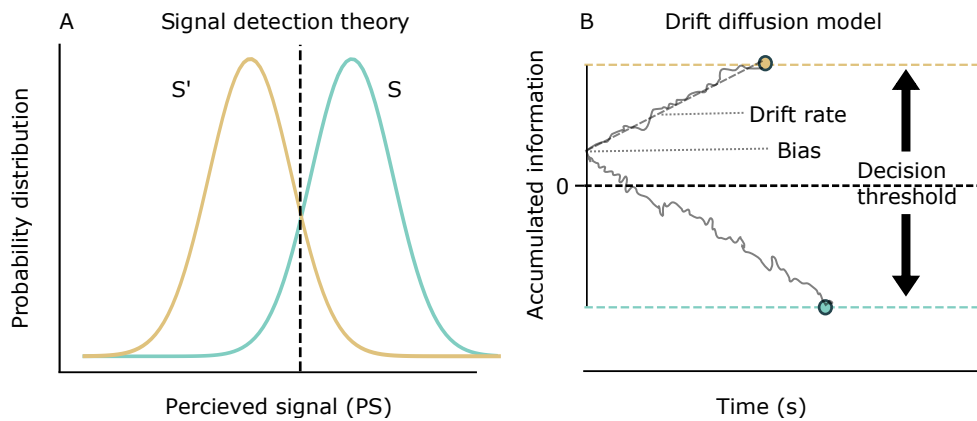 A
Signal detection theory
S'
S
Probability distribution
Percieved signal (PS)
B
Drift diffusion model
Accumulated information
0
Drift rate
Bias
Decision
threshold
Time (s)